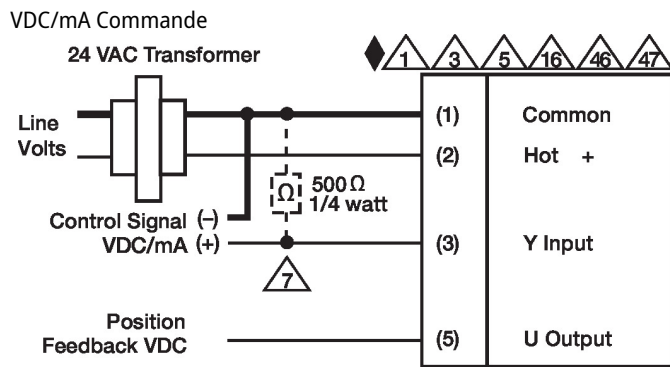 VDC/mA Commande
24 VAC Transformer
1 3 5 16 46 47
Line
Volts
(1) Common
(2) Hot +
Ω 500 Ω
1/4 watt
Control Signal (–)
VDC/mA (+)
(3) Y Input
7
Position
Feedback VDC
(5) U Output